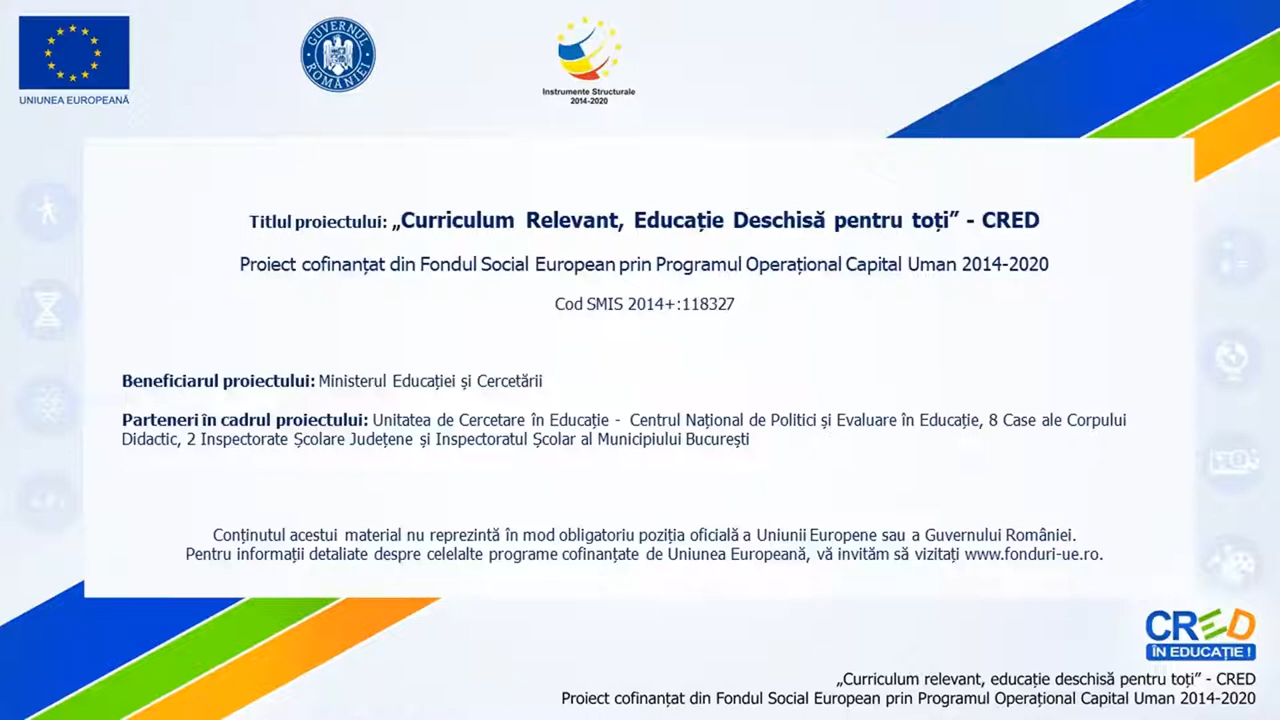 UNIUNEA EUROPEANĂ
GUVERNUL ROMÂNIEI
Instrumente Structurale
2014-2020
Titlul proiectului: „Curriculum Relevant, Educație Deschisă pentru toți” - CRED
Proiect cofinanțat din Fondul Social European prin Programul Operațional Capital Uman 2014-2020
Cod SMIS 2014+:118327
Beneficiarul proiectului: Ministerul Educației și Cercetării
Parteneri în cadrul proiectului: Unitatea de Cercetare în Educație - Centrul Național de Politici și Evaluare în Educație, 8 Case ale Corpului
Didactic, 2 Inspectorate Școlare Județene și Inspectoratul Școlar al Municipiului București
Conținutul acestui material nu reprezintă în mod obligatoriu poziția oficială a Uniunii Europene sau a Guvernului României.
Pentru informații detaliate despre celelalte programe cofinanțate de Uniunea Europeană, vă invităm să vizitați www.fonduri-ue.ro.
CRED
ÎN EDUCAȚIE !
„Curriculum relevant, educație deschisă pentru toți” - CRED
Proiect cofinanțat din Fondul Social European prin Programul Operațional Capital Uman 2014-2020